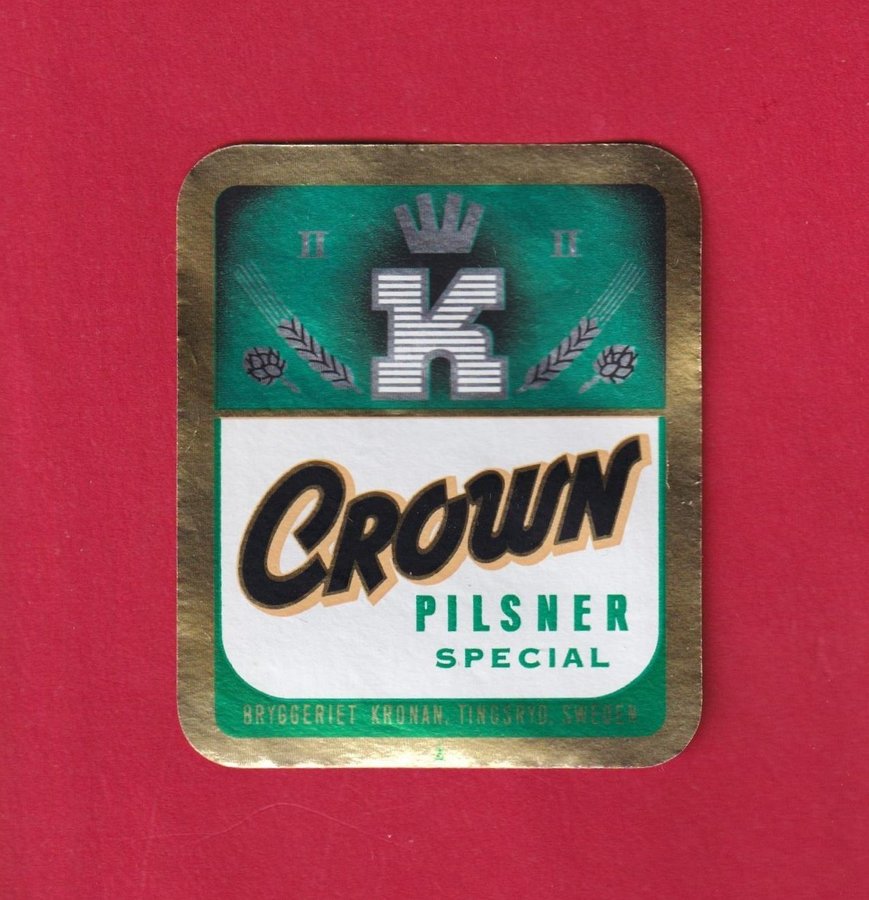 II II
K
CROWN
PILSNER
SPECIAL
BRYGGERIET KRONAN, TINGSRYD, SWEDEN